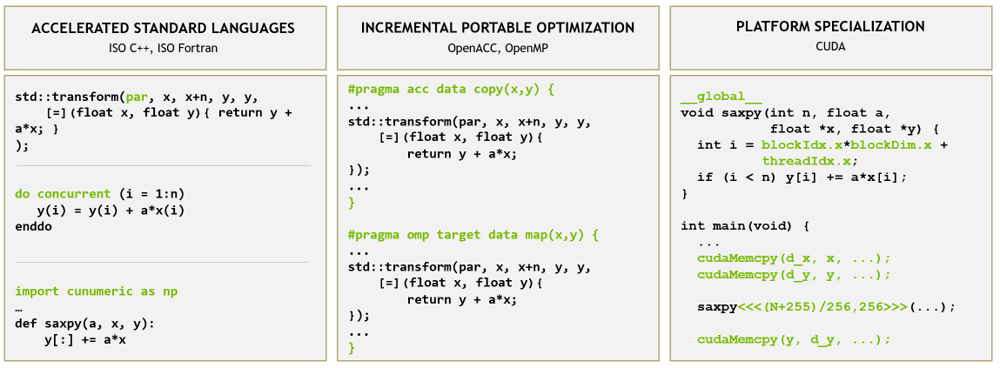 ACCELERATED STANDARD LANGUAGES
ISO C++, ISO Fortran
std::transform(par, x, x+n, y, y,
    [=](float x, float y){ return y +
a*x; }
);
do concurrent (i = 1:n)
   y(i) = y(i) + a*x(i)
enddo
import cunumeric as np
…
def saxpy(a, x, y):
    y[:] += a*x
INCREMENTAL PORTABLE OPTIMIZATION
OpenACC, OpenMP
#pragma acc data copy(x,y) {
...
std::transform(par, x, x+n, y, y,
    [=](float x, float y){
        return y + a*x;
});
...
}
#pragma omp target data map(x,y) {
...
std::transform(par, x, x+n, y, y,
    [=](float x, float y){
        return y + a*x;
});
...
}
PLATFORM SPECIALIZATION
CUDA
__global__
void saxpy(int n, float a,
           float *x, float *y) {
  int i = blockIdx.x*blockDim.x +
          threadIdx.x;
  if (i < n) y[i] += a*x[i];
}
int main(void) {
  ...
  cudaMemcpy(d_x, x, ...);
  cudaMemcpy(d_y, y, ...);
  saxpy<<<(N+255)/256,256>>>(...);
  cudaMemcpy(y, d_y, ...);